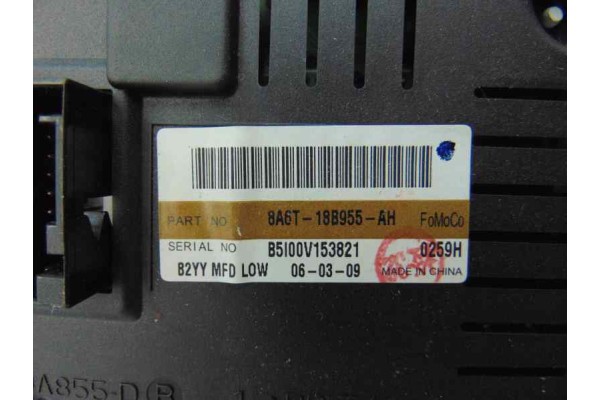 PART NO 8A6T-18B955-AH FoMoCo
SERIAL NO B5I00V153821 0259H
82YY MFD LOW 06-03-09 MADE IN CHINA
A855-D